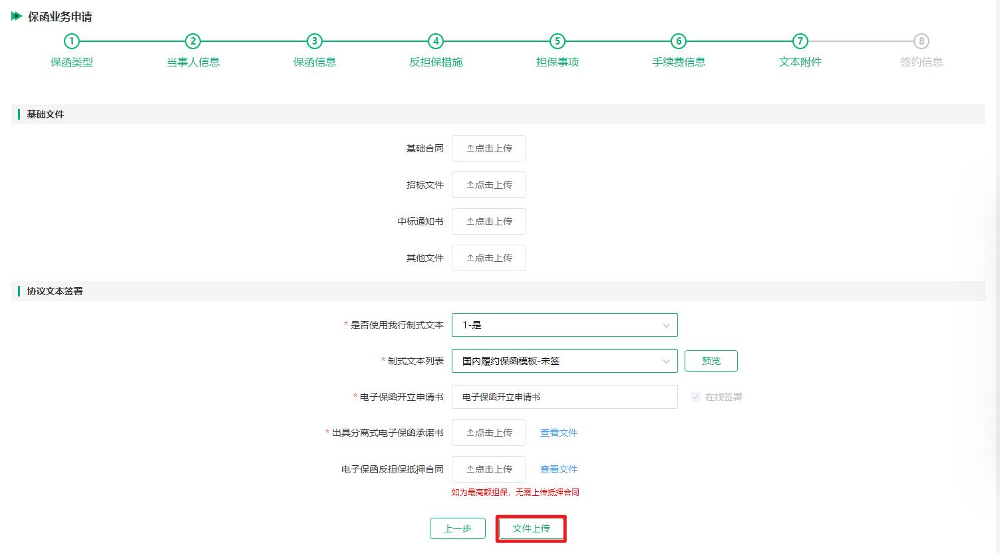 保函业务申请
1 2 3 4 5 6 7 8
保函类型 当事人信息 保函信息 反担保措施 担保事项 手续费信息 文本附件 签约信息
基础文件
基础合同 点击上传
招标文件 点击上传
中标通知书 点击上传
其他文件 点击上传
协议文本签署
* 是否使用我行制式文本 1-是
* 制式文本列表 国内履约保函模板-未签 预览
* 电子保函开立申请书 电子保函开立申请书 在线签署
* 出具分离式电子保函承诺书 点击上传 查看文件
电子保函反担保抵押合同 点击上传 查看文件
如为最高额担保，无需上传抵押合同
上一步 文件上传